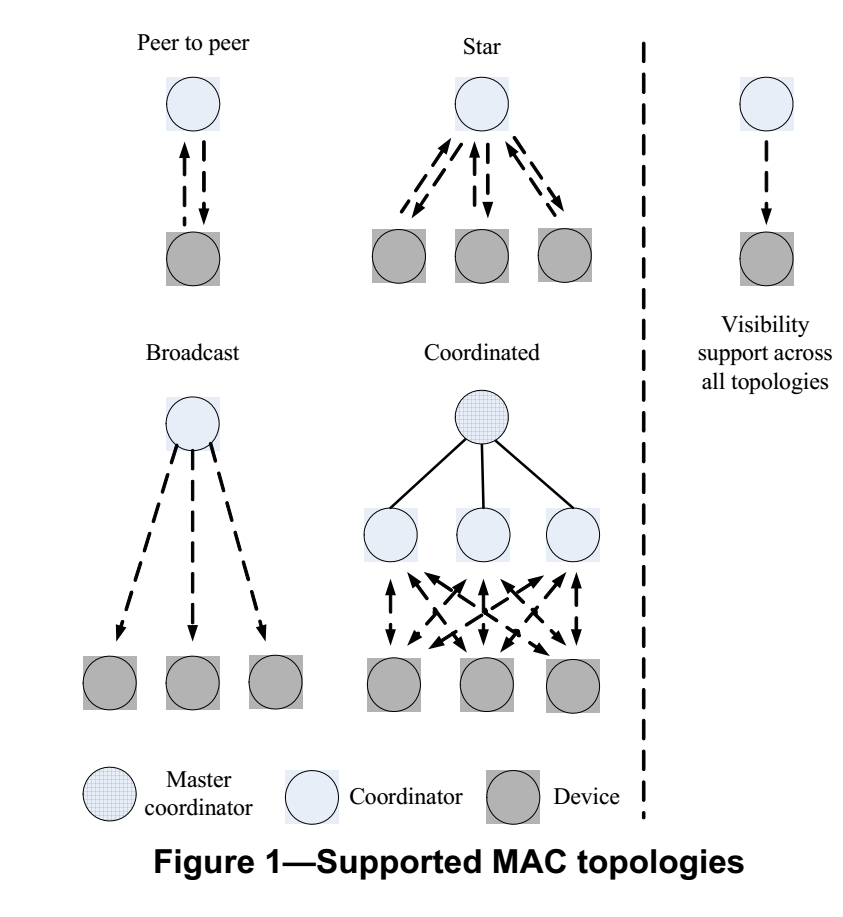 Peer to peer
Star
Visibility
support across
all topologies
Broadcast
Coordinated
Master
coordinator
Coordinator
Device
Figure 1—Supported MAC topologies